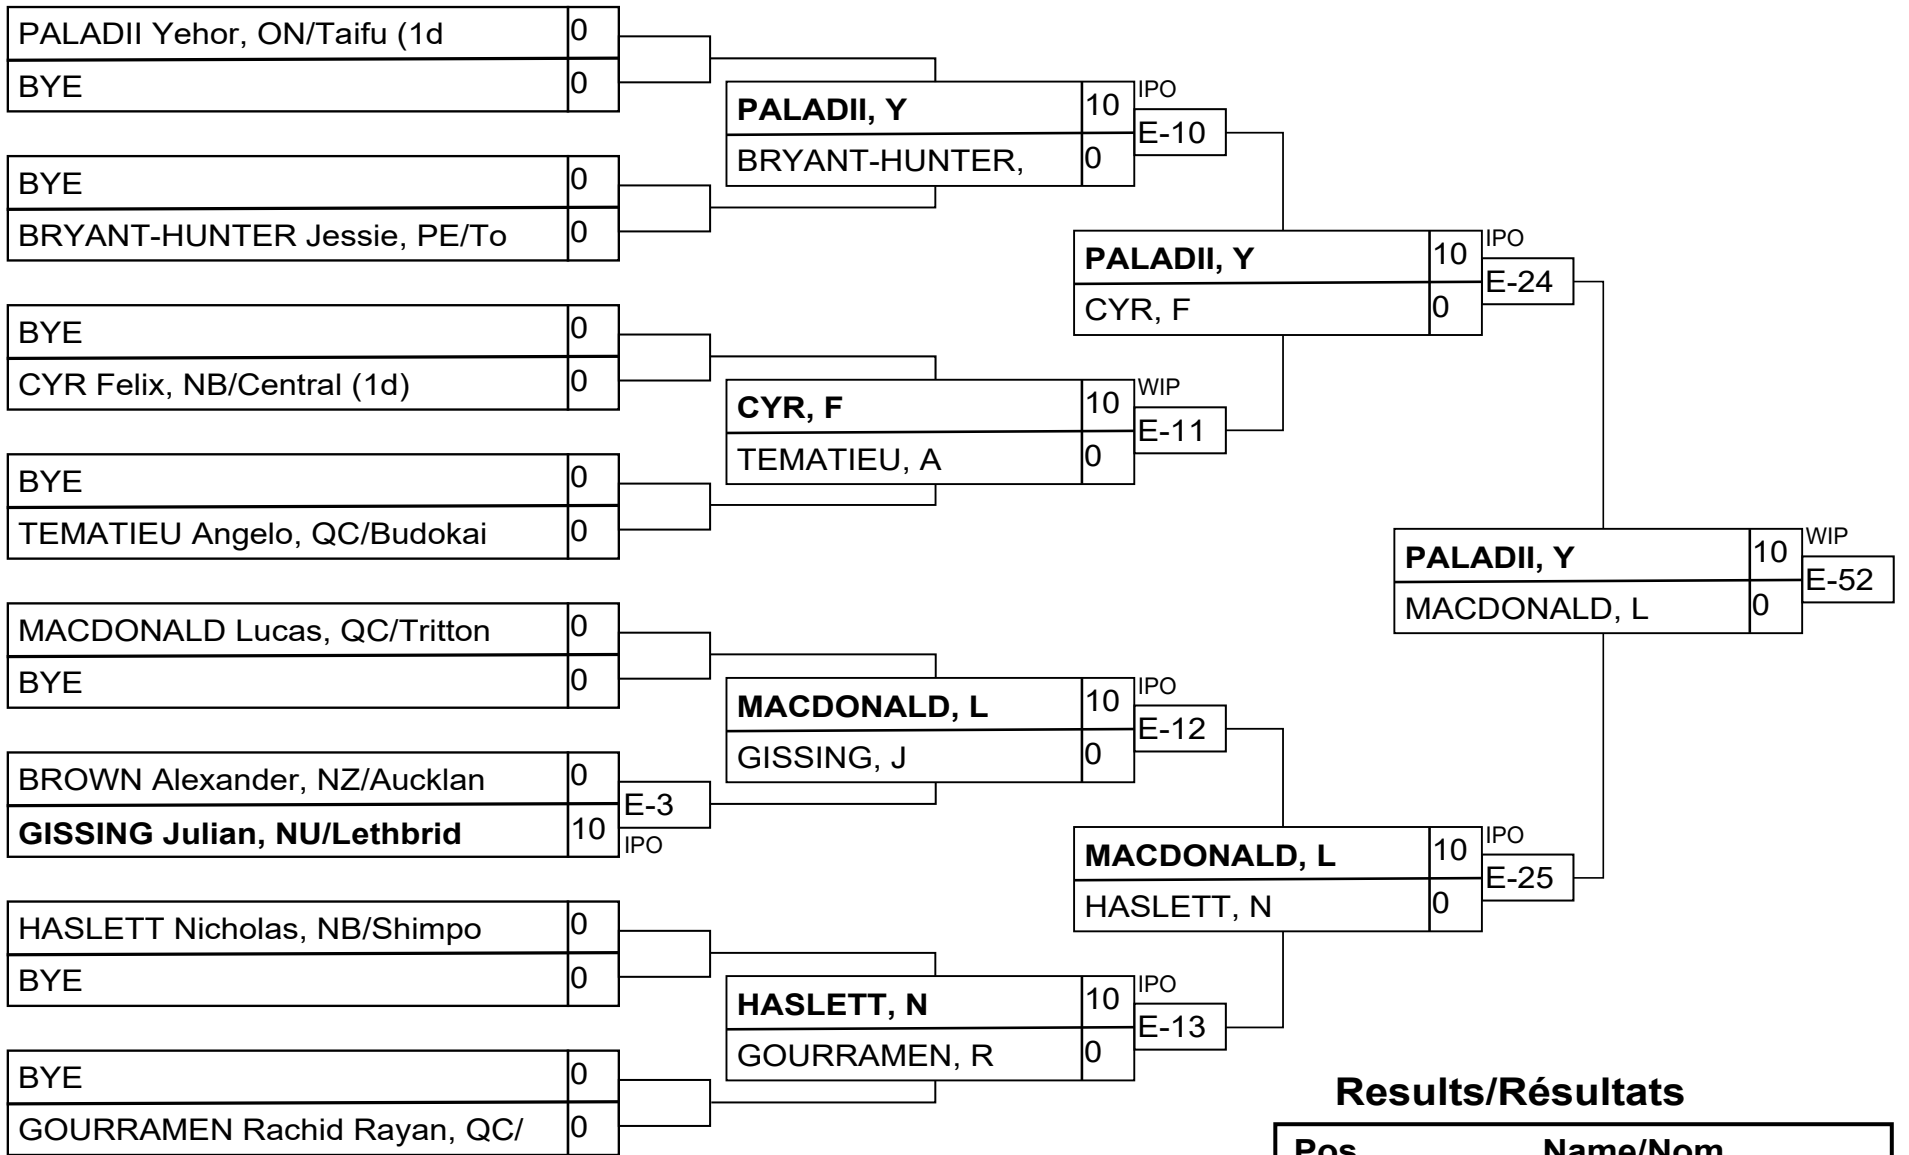 PALADII Yehor, ON/Taifu (1d 0
BYE 0
BYE 0
BRYANT-HUNTER Jessie, PE/To 0
BYE 0
CYR Felix, NB/Central (1d) 0
BYE 0
TEMATIEU Angelo, QC/Budokai 0
MACDONALD Lucas, QC/Tritton 0
BYE 0
BROWN Alexander, NZ/Aucklan 0
GISSING Julian, NU/Lethbrid 10
E-3
IPO
HASLETT Nicholas, NB/Shimpo 0
BYE 0
BYE 0
GOURRAMEN Rachid Rayan, QC/ 0
PALADII, Y 10
BRYANT-HUNTER, 0
IPO
E-10
CYR, F 10
TEMATIEU, A 0
WIP
E-11
MACDONALD, L 10
GISSING, J 0
IPO
E-12
HASLETT, N 10
GOURRAMEN, R 0
IPO
E-13
PALADII, Y 10
CYR, F 0
IPO
E-24
MACDONALD, L 10
HASLETT, N 0
IPO
E-25
PALADII, Y 10
MACDONALD, L 0
WIP
E-52
Results/Résultats
Pos Name/Nom